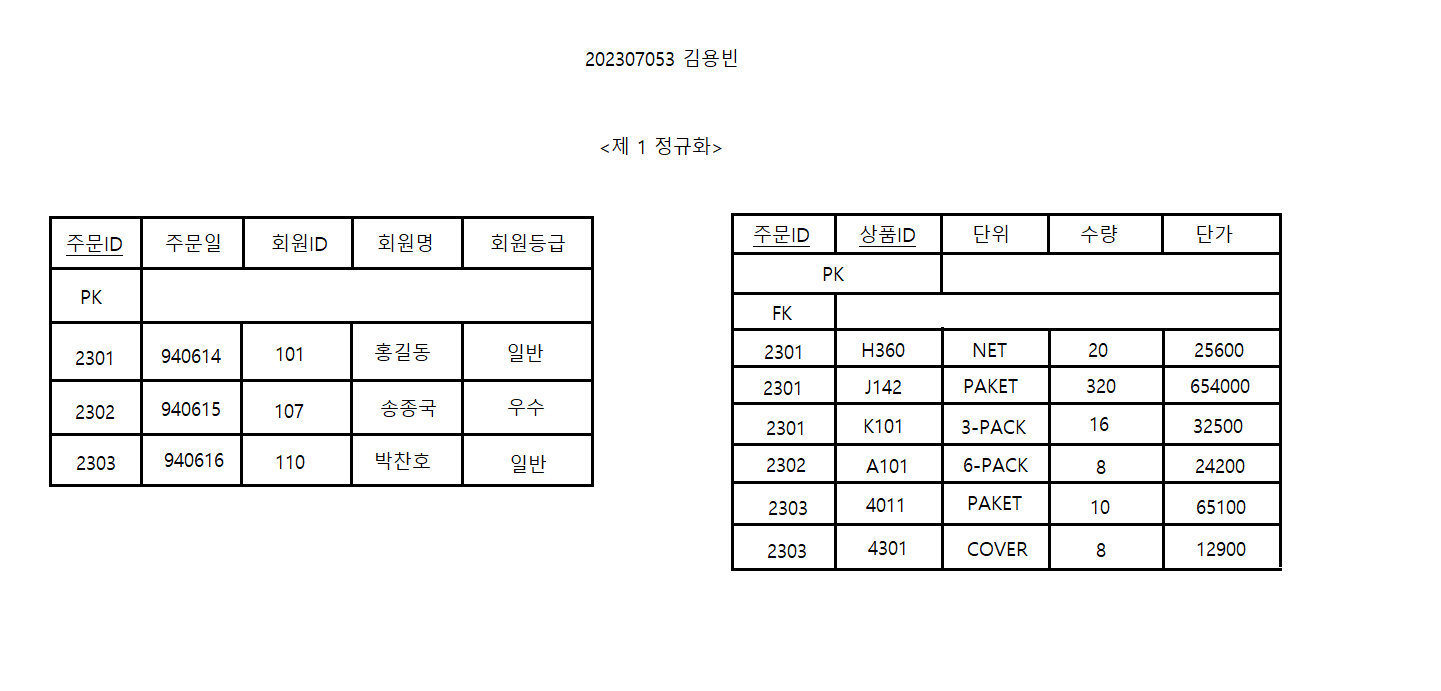 202307053 김용빈
<제 1 정규화>
주문ID 주문일 회원ID 회원명 회원등급
PK
2301 940614 101 홍길동 일반
2302 940615 107 송종국 우수
2303 940616 110 박찬호 일반
주문ID 상품ID 단위 수량 단가
PK
FK
2301 H360 NET 20 25600
2301 J142 PAKET 320 654000
2301 K101 3-PACK 16 32500
2302 A101 6-PACK 8 24200
2303 4011 PAKET 10 65100
2303 4301 COVER 8 12900